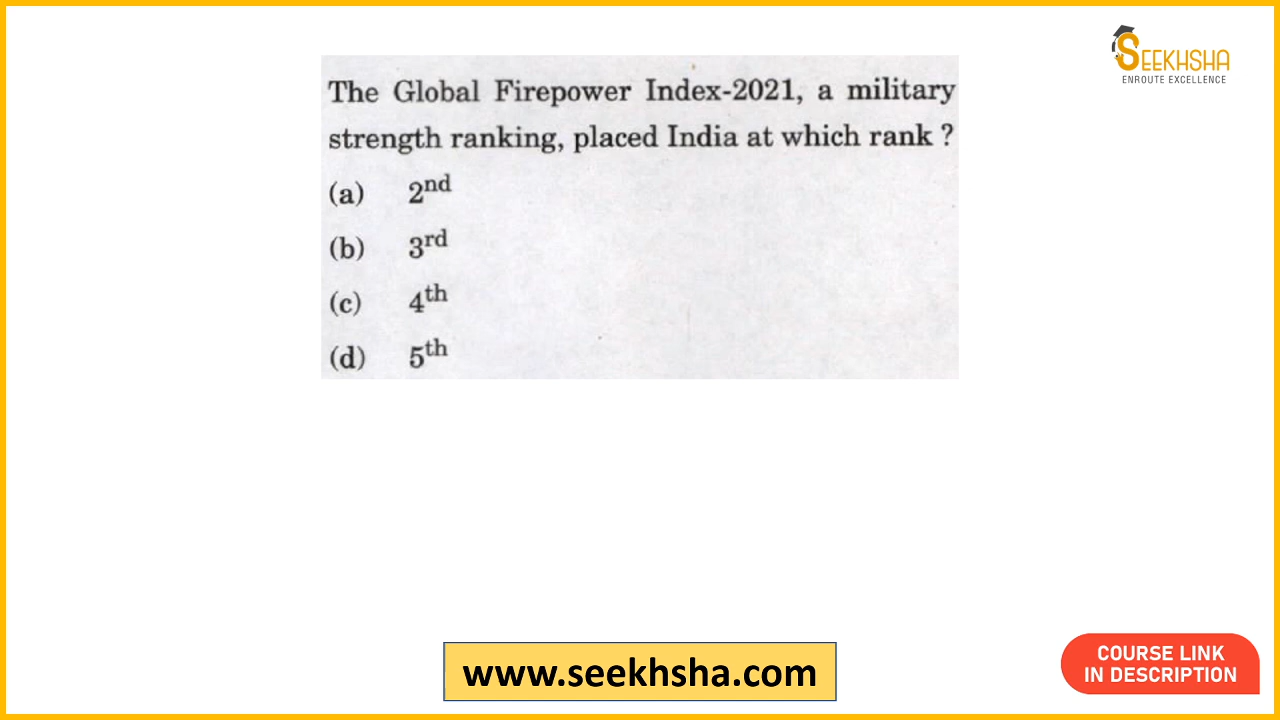 SEEKHSHA
ENROUTE EXCELLENCE
The Global Firepower Index-2021, a military
strength ranking, placed India at which rank ?
(a) 2nd
(b) 3rd
(c) 4th
(d) 5th
www.seekhsha.com
COURSE LINK
IN DESCRIPTION